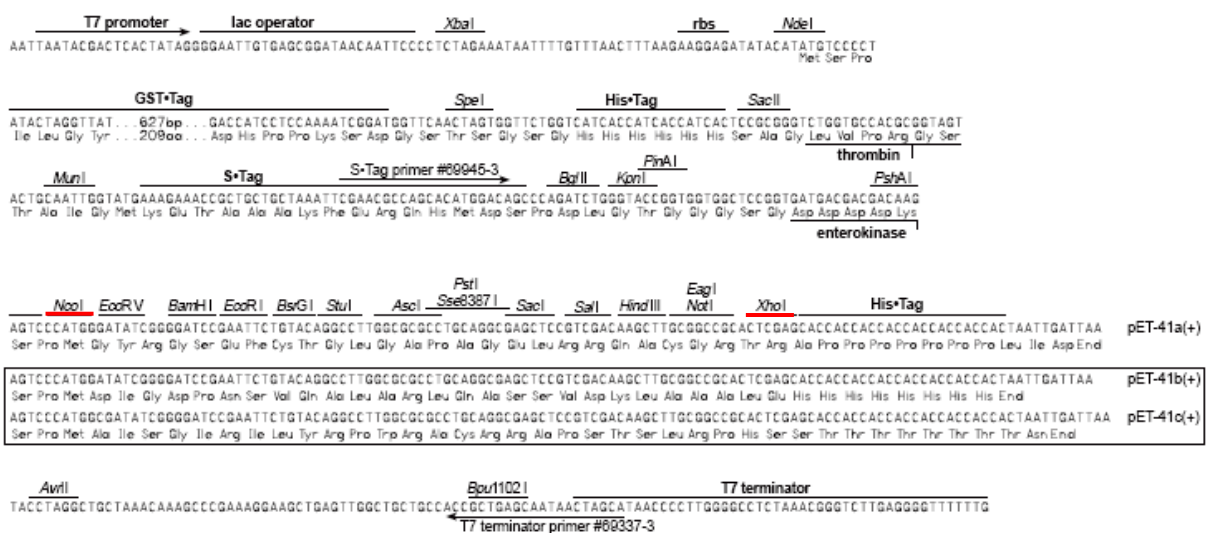 T7 promoter lac operator XbaI rbs NdeI
AATTAATACGACTCACTATAGGGGAATTGTGAGCGGATAACAATTCCCCTCTAGAAATAATTTTGTTTAACTTTAAGAAGGAGATATACATATGTCCCCT
Met Ser Pro
GST•Tag SpeI His•Tag SacII
ATACTAGGTTAT...627bp...GACCATCCTCCAAAATCGGATGGTTCAACTAGTGGTTCTGGTCATCACCATCACCATCACTCCGCGGGTCTGGTGCCACGCGGTAGT
Ile Leu Gly Tyr...209aa...Asp His Pro Pro Lys Ser Asp Gly Ser Thr Ser Gly Ser Gly His His His His His His Ser Ala Gly Leu Val Pro Arg Gly Ser
thrombin
MunI S•Tag S•Tag primer #69945-3 BglII KpnI PinAI PshAI
ACTGCAATTGGTATGAAAGAAACCGCTGCTGCTAAATTCGAACGCCAGCACATGGACAGCCCAGATCTGGGTACCGGTGGTGGCTCCGGTGATGACGACGACAAG
Thr Ala Ile Gly Met Lys Glu Thr Ala Ala Ala Lys Phe Glu Arg Gln His Met Asp Ser Pro Asp Leu Gly Thr Gly Gly Gly Ser Gly Asp Asp Asp Asp Lys
enterokinase
PstI EagI
NcoI EcoRV BamHI EcoRI BsrGI StuI AscI Sse8387I SacI SalI HindIII NotI XhoI His•Tag
AGTCCCATGGGATATCGGGGATCCGAATTCTGTACAGGCCTTGGCGCGCCTGCAGGCGAGCTCCGTCGACAAGCTTGCGGCCGCACTCGAGCACCACCACCACCACCACCACCACTAATTGATTAA pET-41a(+)
Ser Pro Met Gly Tyr Arg Gly Ser Glu Phe Cys Thr Gly Leu Gly Ala Pro Ala Gly Glu Leu Arg Arg Gln Ala Cys Gly Arg Thr Arg Ala Pro Pro Pro Pro Pro Pro Pro Leu Ile Asp End
AGTCCCATGGATATCGGGGATCCGAATTCTGTACAGGCCTTGGCGCGCCTGCAGGCGAGCTCCGTCGACAAGCTTGCGGCCGCACTCGAGCACCACCACCACCACCACCACCACTAATTGATTAA pET-41b(+)
Ser Pro Met Asp Ile Gly Asp Pro Asn Ser Val Gln Ala Leu Ala Arg Leu Gln Ala Ser Ser Val Asp Lys Leu Ala Ala Ala Leu Glu His His His His His His His His End
AGTCCCATGGCGATATCGGGGATCCGAATTCTGTACAGGCCTTGGCGCGCCTGCAGGCGAGCTCCGTCGACAAGCTTGCGGCCGCACTCGAGCACCACCACCACCACCACCACCACTAATTGATTAA pET-41c(+)
Ser Pro Met Ala Ile Ser Gly Ile Arg Ile Leu Tyr Arg Pro Trp Arg Ala Cys Arg Arg Ala Pro Ser Thr Ser Leu Arg Pro His Ser Ser Thr Thr Thr Thr Thr Thr Thr Thr Asn End
AvrII Bpu1102I T7 terminator
TACCTAGGCTGCTAAACAAAGCCCGAAAGGAAGCTGAGTTGGCTGCTGCCACCGCTGAGCAATAACTAGCATAACCCCTTGGGGCCTCTAAACGGGTCTTGAGGGGTTTTTTG
T7 terminator primer #69337-3